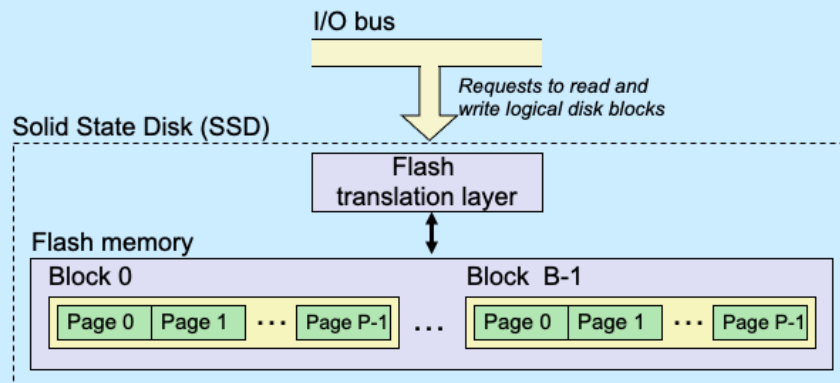 I/O bus
Requests to read and
write logical disk blocks
Solid State Disk (SSD)
Flash
translation layer
Flash memory
Block 0
Block B-1
Page 0 Page 1 ... Page P-1 ... Page 0 Page 1 ... Page P-1